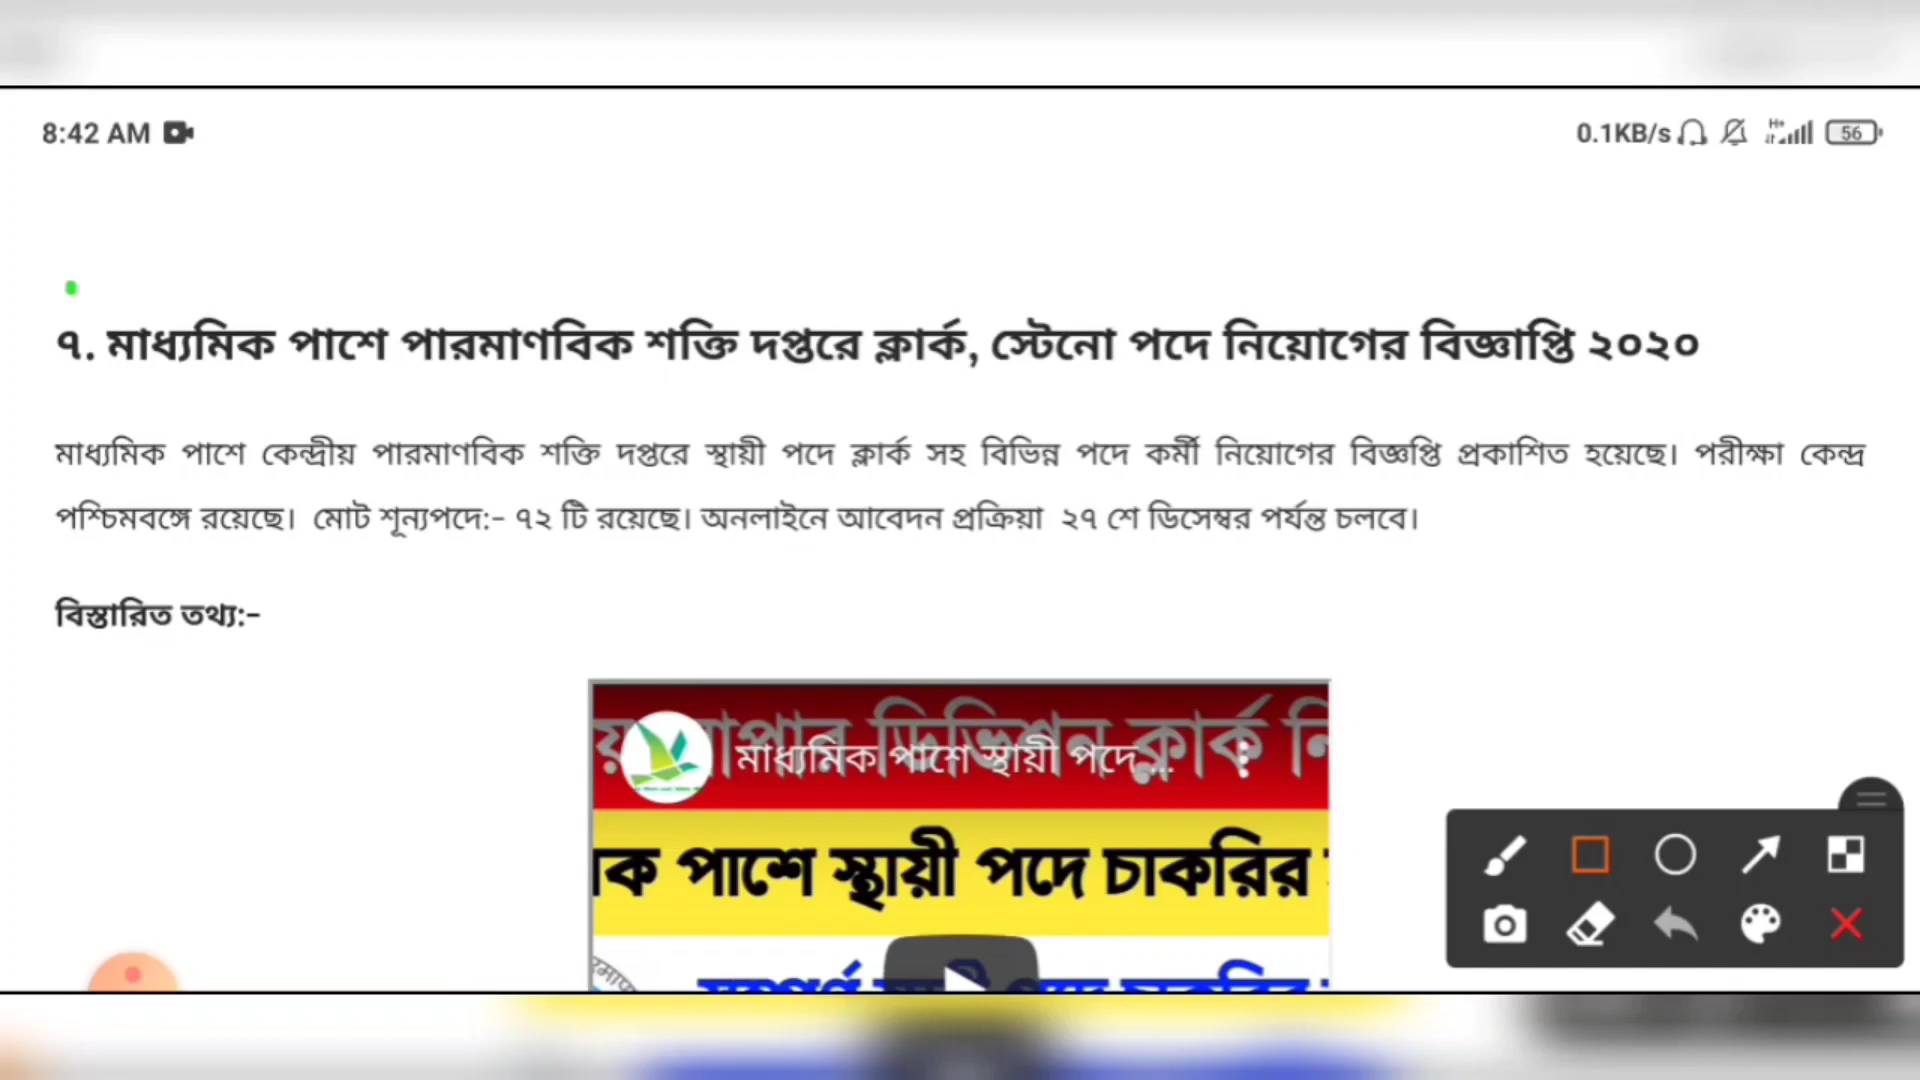 8:42 AM
0.1KB/s
H+
56
৭. মাধ্যমিক পাশে পারমাণবিক শক্তি দপ্তরে ক্লার্ক, স্টেনো পদে নিয়োগের বিজ্ঞাপ্তি ২০২০
মাধ্যমিক পাশে কেন্দ্রীয় পারমাণবিক শক্তি দপ্তরে স্থায়ী পদে ক্লার্ক সহ বিভিন্ন পদে কর্মী নিয়োগের বিজ্ঞপ্তি প্রকাশিত হয়েছে। পরীক্ষা কেন্দ্র
পশ্চিমবঙ্গে রয়েছে। মোট শূন্যপদে:- ৭২ টি রয়েছে। অনলাইনে আবেদন প্রক্রিয়া ২৭ শে ডিসেম্বর পর্যন্ত চলবে।
বিস্তারিত তথ্য:-
ডিভিশন ক্লার্ক
মাধ্যমিক পাশে স্থায়ী পদে ...
পাশে স্থায়ী পদে চাকরির